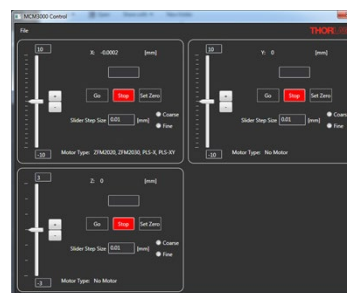 MCM3000 Control
File
THORLABS
10
X: -0.0002 [mm]
Go Stop Set Zero
Slider Step Size 0.01 [mm]
Coarse
Fine
-10
Motor Type: ZFM2020, ZFM2030, PLS-X, PLS-XY
10
Y: 0 [mm]
Go Stop Set Zero
Slider Step Size 0.01 [mm]
Coarse
Fine
-10
Motor Type: No Motor
3
Z: 0 [mm]
Go Stop Set Zero
Slider Step Size 0.01 [mm]
Coarse
Fine
-3
Motor Type: No Motor